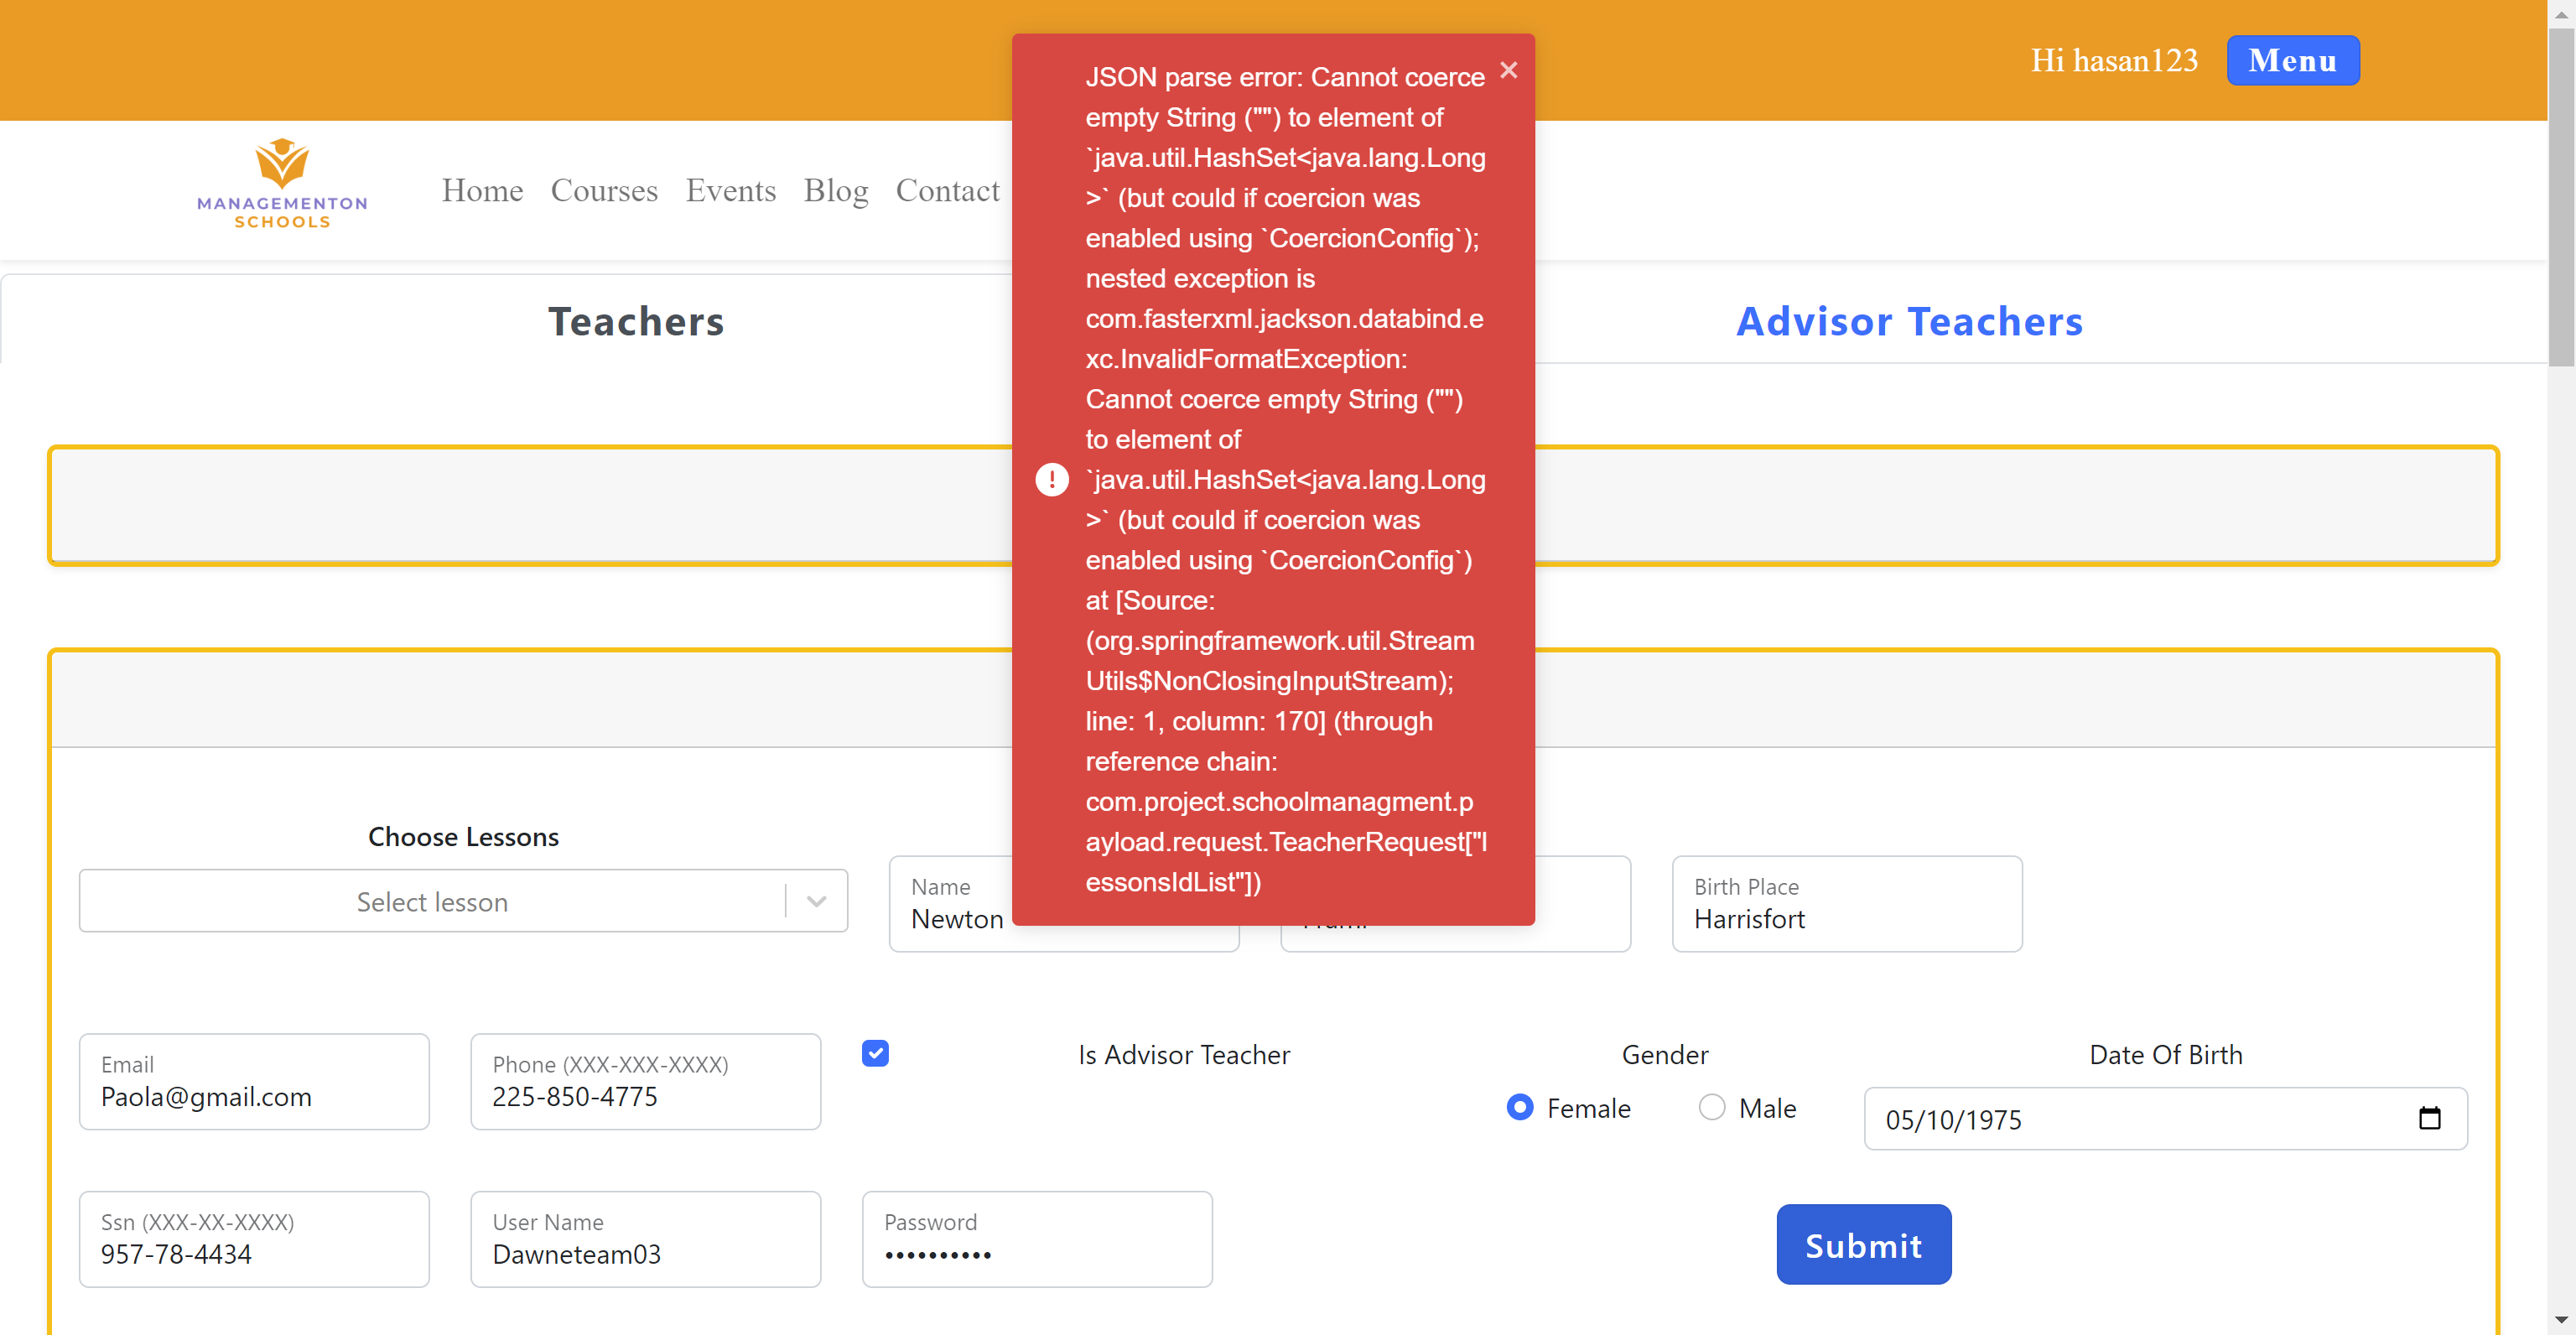 Hi hasan123
Menu
MANAGEMENTON
SCHOOLS
Home
Courses
Events
Blog
Contact
JSON parse error: Cannot coerce
empty String ("") to element of
`java.util.HashSet<java.lang.Long
>` (but could if coercion was
enabled using `CoercionConfig`);
nested exception is
com.fasterxml.jackson.databind.e
xc.InvalidFormatException:
Cannot coerce empty String ("")
to element of
`java.util.HashSet<java.lang.Long
>` (but could if coercion was
enabled using `CoercionConfig`)
at [Source:
(org.springframework.util.Stream
Utils$NonClosingInputStream);
line: 1, column: 170] (through
reference chain:
com.project.schoolmanagment.p
ayload.request.TeacherRequest["l
essonsIdList"])
Teachers
Advisor Teachers
Choose Lessons
Select lesson
Name
Newton
Birth Place
Harrisfort
Email
Paola@gmail.com
Phone (XXX-XXX-XXXX)
225-850-4775
Is Advisor Teacher
Gender
Female
Male
Date Of Birth
05/10/1975
Ssn (XXX-XX-XXXX)
957-78-4434
User Name
Dawneteam03
Password
••••••••••
Submit